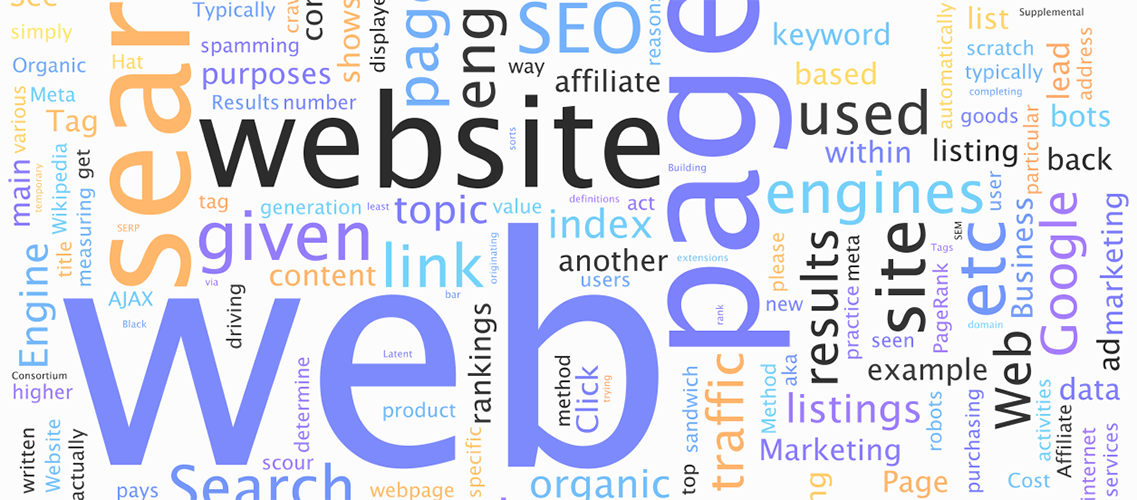 simply
Typically
spamming
purposes
Results
number
Organic
Meta
Hat
Tag
various
Wikipedia
get
main
temporary
measuring
title
tag
SERP
via
shows
displayed
page
SEO
way
affiliate
reasons
keyword
based
automatically
list
Supplemental
scratch
typically
completing
lead
address
goods
bots
particular
website
sorts
used
within
listing
back
Building
page
generation
least
topic
value
definitions
act
engines
user
given
content
link
originating
index
another
users
bar
extensions
rank
please
new
results
practice
meta
seen
site
PageRank
Tags
SEM
etc
domain
Business
Google
marketing
ad
Engine
AJAX
Black
driving
web
Latent
rankings
product
method
Click
trying
Consortium
higher
written
Website
actually
determine
scour
pays
Search
webpage
specific
organic
sandwich
top
traffic
Method
aka
example
listings
Marketing
robots
purchasing
Web
data
activities
Affiliate
internet
services
Page
Cost